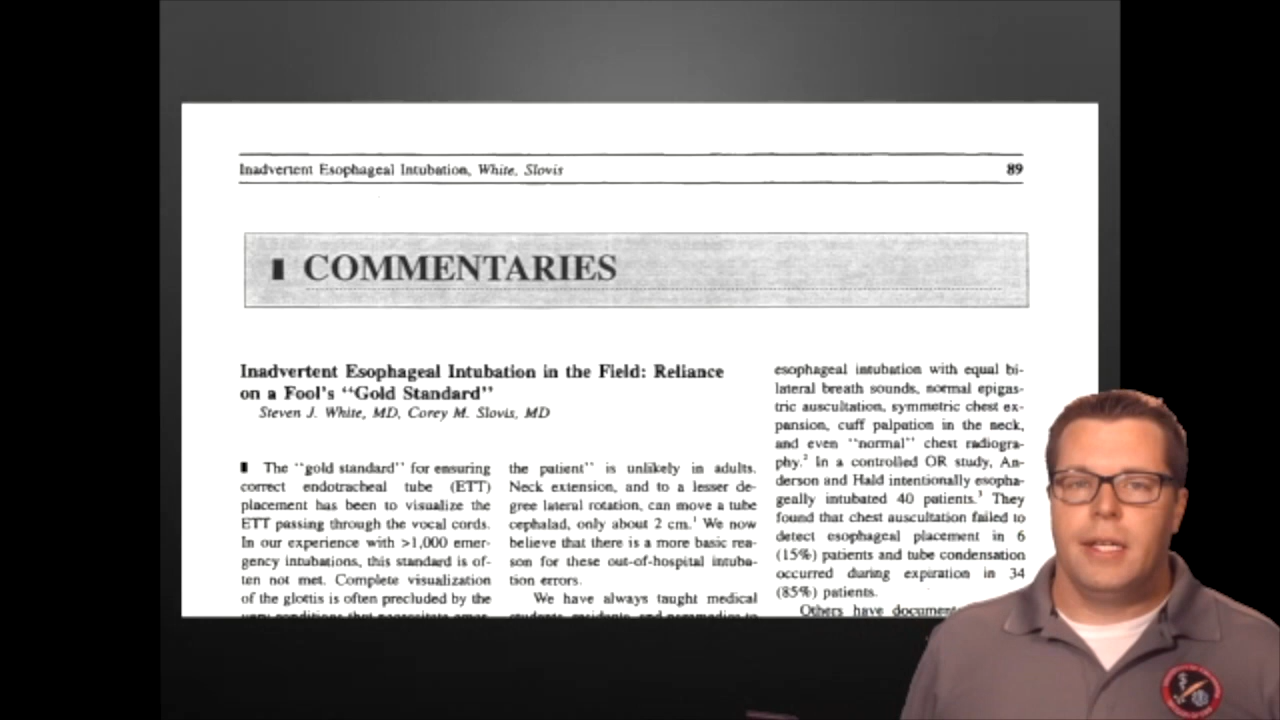 Inadvertent Esophageal Intubation, White, Slovis
89
COMMENTARIES
Inadvertent Esophageal Intubation in the Field: Reliance
on a Fool's "Gold Standard"
Steven J. White, MD, Corey M. Slovis, MD
The "gold standard" for ensuring
correct endotracheal tube (ETT)
placement has been to visualize the
ETT passing through the vocal cords.
In our experience with >1,000 emer-
gency intubations, this standard is of-
ten not met. Complete visualization
of the glottis is often precluded by the
the patient" is unlikely in adults.
Neck extension, and to a lesser de-
gree lateral rotation, can move a tube
cephalad, only about 2 cm.¹ We now
believe that there is a more basic rea-
son for these out-of-hospital intuba-
tion errors.
We have always taught medical
esophageal intubation with equal bi-
lateral breath sounds, normal epigas-
tric auscultation, symmetric chest ex-
pansion, cuff palpation in the neck,
and even "normal" chest radiogra-
phy.² In a controlled OR study, An-
derson and Hald intentionally esopha-
geally intubated 40 patients.³ They
found that chest auscultation failed to
detect esophageal placement in 6
(15%) patients and tube condensation
occurred during expiration in 34
(85%) patients.
Others have